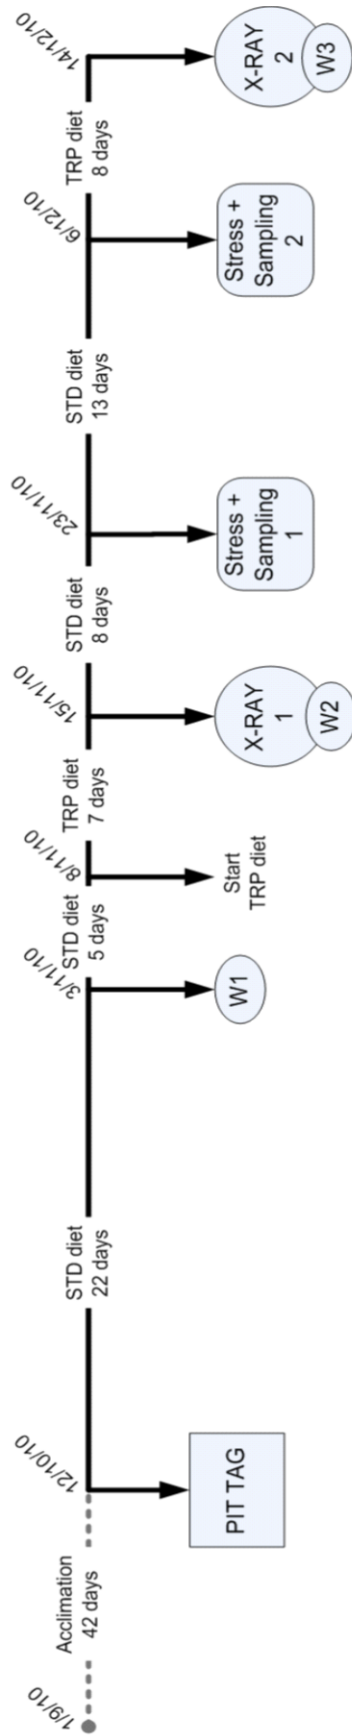 1/9/10
Acclimation
42 days
12/10/10
PIT TAG
STD diet
22 days
3/11/10
W1
STD diet
5 days
8/11/10
Start
TRP diet
TRP diet
7 days
15/11/10
X-RAY
1
W2
STD diet
8 days
23/11/10
Stress +
Sampling
1
STD diet
13 days
6/12/10
Stress +
Sampling
2
TRP diet
8 days
14/12/10
X-RAY
2
W3